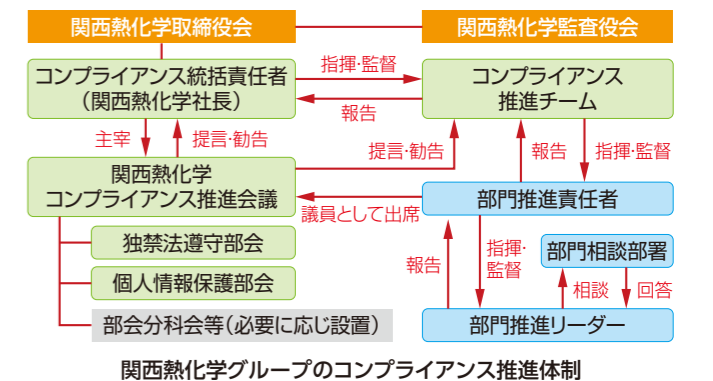 関西熱化学取締役会
関西熱化学監査役会
コンプライアンス統括責任者
（関西熱化学社長）
指揮・監督
報告
コンプライアンス
推進チーム
主宰
提言・勧告
提言・勧告
報告
指揮・監督
関西熱化学
コンプライアンス推進会議
議員として出席
部門推進責任者
独禁法遵守部会
個人情報保護部会
部会分科会等（必要に応じ設置）
報告
指揮・
監督
部門相談部署
相談
回答
部門推進リーダー
関西熱化学グループのコンプライアンス推進体制